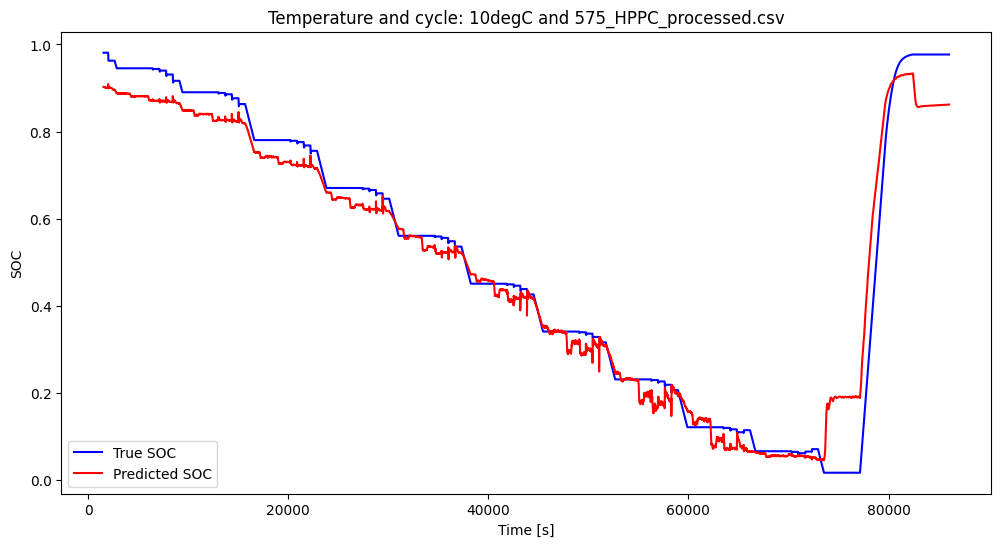 Temperature and cycle: 10degC and 575_HPPC_processed.csv
SOC
1.0
0.8
0.6
0.4
0.2
0.0
True SOC
Predicted SOC
0
20000
40000
60000
80000
Time [s]